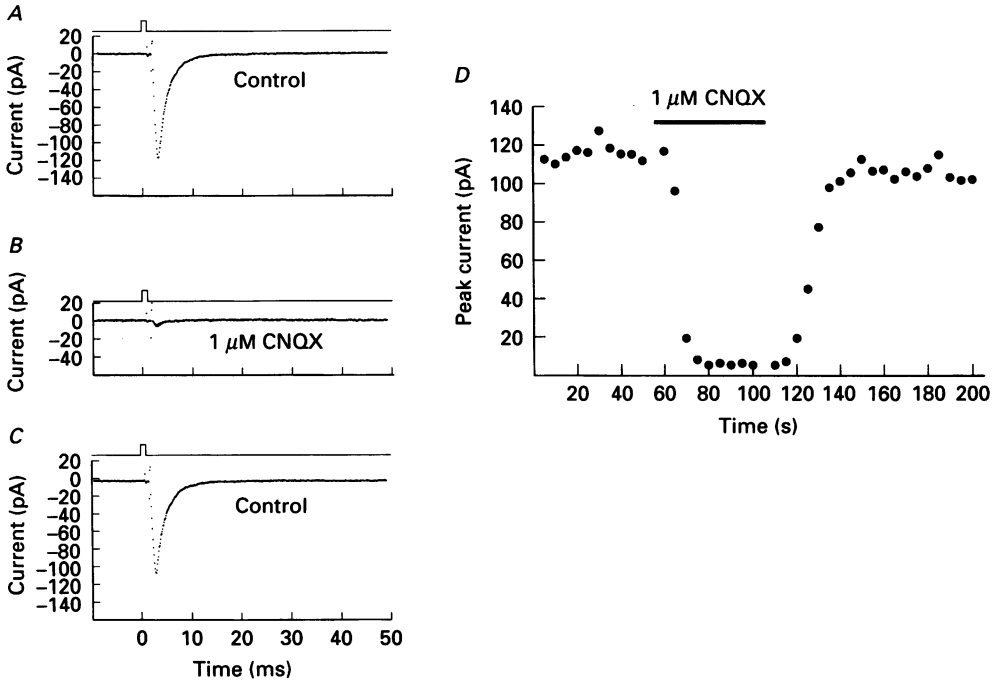 A
Current (pA)
20
0
−20
−40
−60
−80
−100
−120
−140
Control
B
Current (pA)
20
0
−20
−40
1 μM CNQX
C
Current (pA)
20
0
−20
−40
−60
−80
−100
−120
−140
Control
0 10 20 30 40 50
Time (ms)
D
1 μM CNQX
Peak current (pA)
140
120
100
80
60
40
20
20 40 60 80 100 120 140 160 180 200
Time (s)